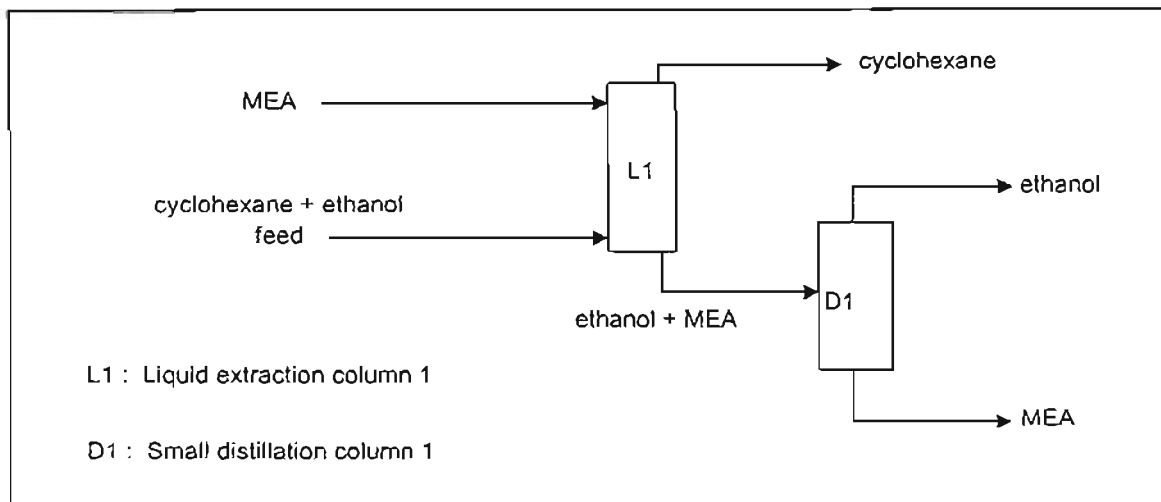 cyclohexane
MEA
L1
ethanol
cyclohexane + ethanol
feed
D1
ethanol + MEA
L1 : Liquid extraction column 1
MEA
D1 : Small distillation column 1